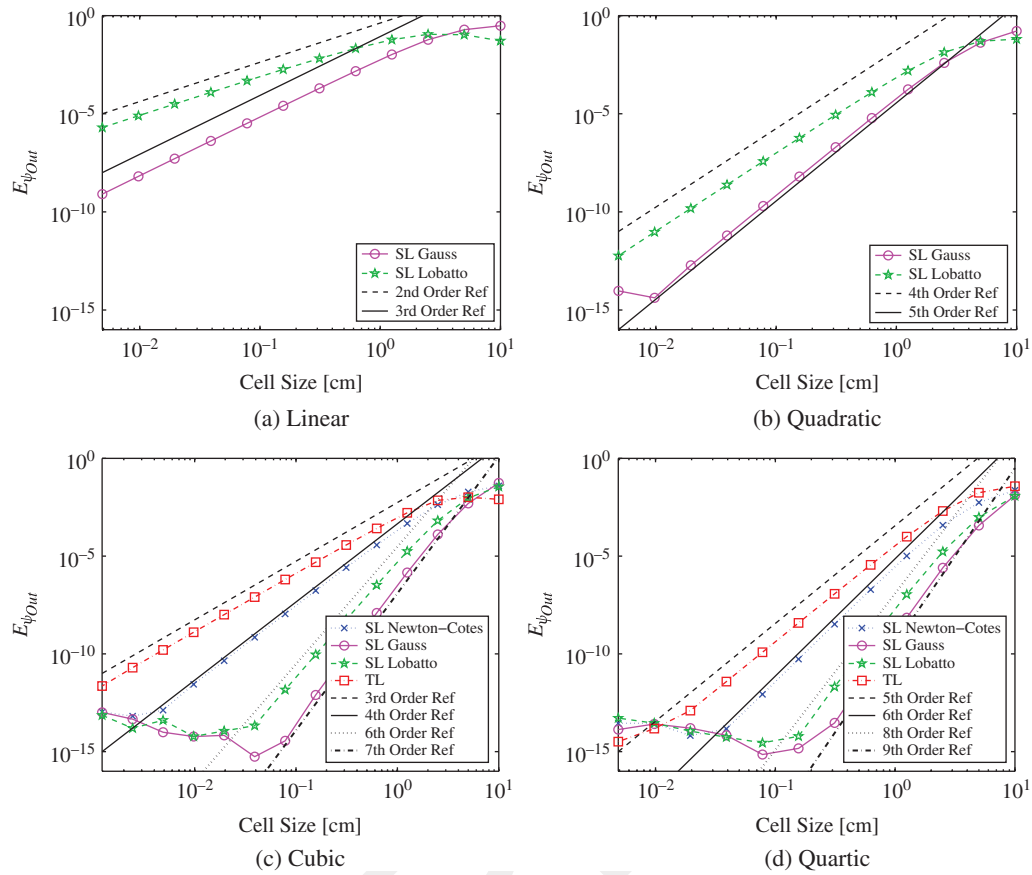 10^0
10^-5
10^-10
10^-15
E_ψOut
SL Gauss
SL Lobatto
2nd Order Ref
3rd Order Ref
10^-2
10^-1
10^0
10^1
Cell Size [cm]
(a) Linear
10^0
10^-5
10^-10
10^-15
E_ψOut
SL Gauss
SL Lobatto
4th Order Ref
5th Order Ref
10^-2
10^-1
10^0
10^1
Cell Size [cm]
(b) Quadratic
10^0
10^-5
10^-10
10^-15
E_ψOut
SL Newton−Cotes
SL Gauss
SL Lobatto
TL
3rd Order Ref
4th Order Ref
6th Order Ref
7th Order Ref
10^-2
10^-1
10^0
10^1
Cell Size [cm]
(c) Cubic
10^0
10^-5
10^-10
10^-15
E_ψOut
SL Newton−Cotes
SL Gauss
SL Lobatto
TL
5th Order Ref
6th Order Ref
8th Order Ref
9th Order Ref
10^-2
10^-1
10^0
10^1
Cell Size [cm]
(d) Quartic